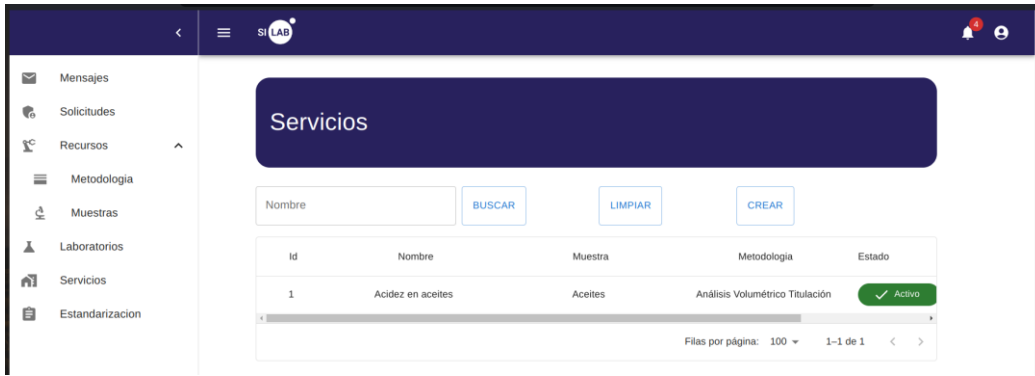 SI LAB
4
Mensajes
Solicitudes
Recursos
Metodologia
Muestras
Laboratorios
Servicios
Estandarizacion
Servicios
Nombre
BUSCAR
LIMPIAR
CREAR
Id Nombre Muestra Metodologia Estado
1 Acidez en aceites Aceites Análisis Volumétrico Titulación Activo
Filas por página: 100 1–1 de 1